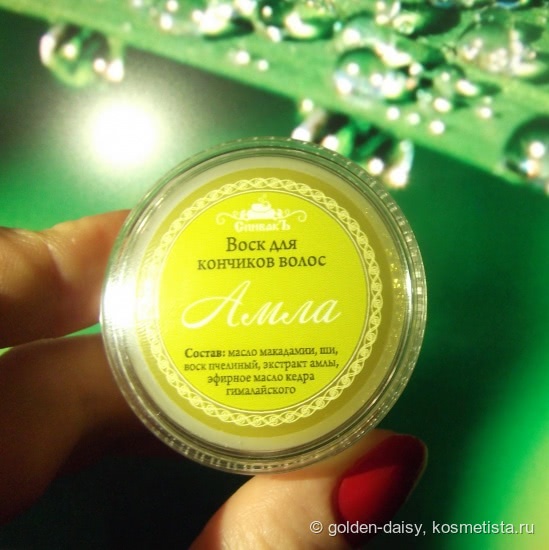 СпивакЪ
Воск для
кончиков волос
Амла
Состав: масло макадамии, ши,
воск пчелиный, экстракт амлы,
эфирное масло кедра
гималайского
© golden-daisy, kosmetista.ru